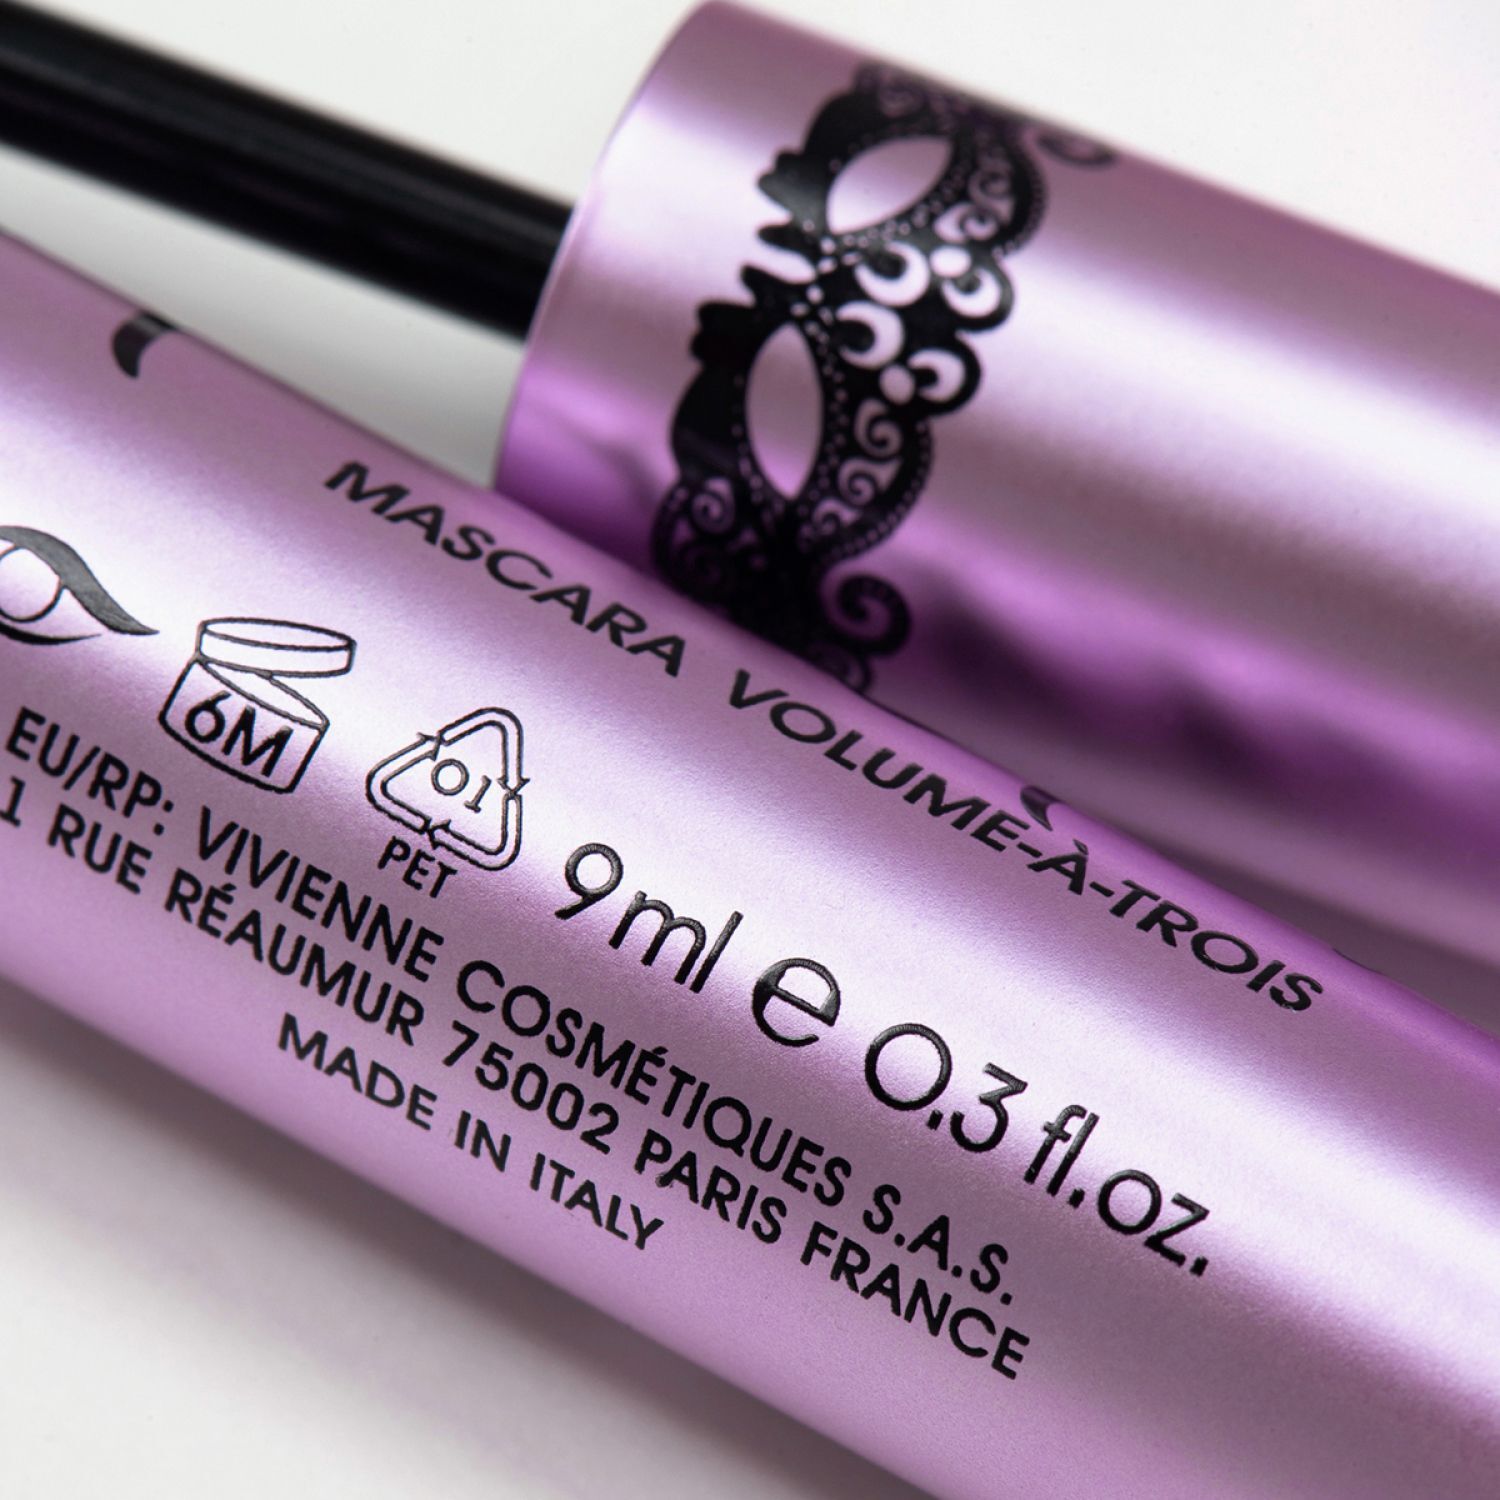 MASCARA VOLUME-À-TROIS
6M
01
PET
9ml e 0.3 fl.oz.
EU/RP: VIVIENNE COSMÉTIQUES S.A.S.
1 RUE RÉAUMUR 75002 PARIS FRANCE
MADE IN ITALY